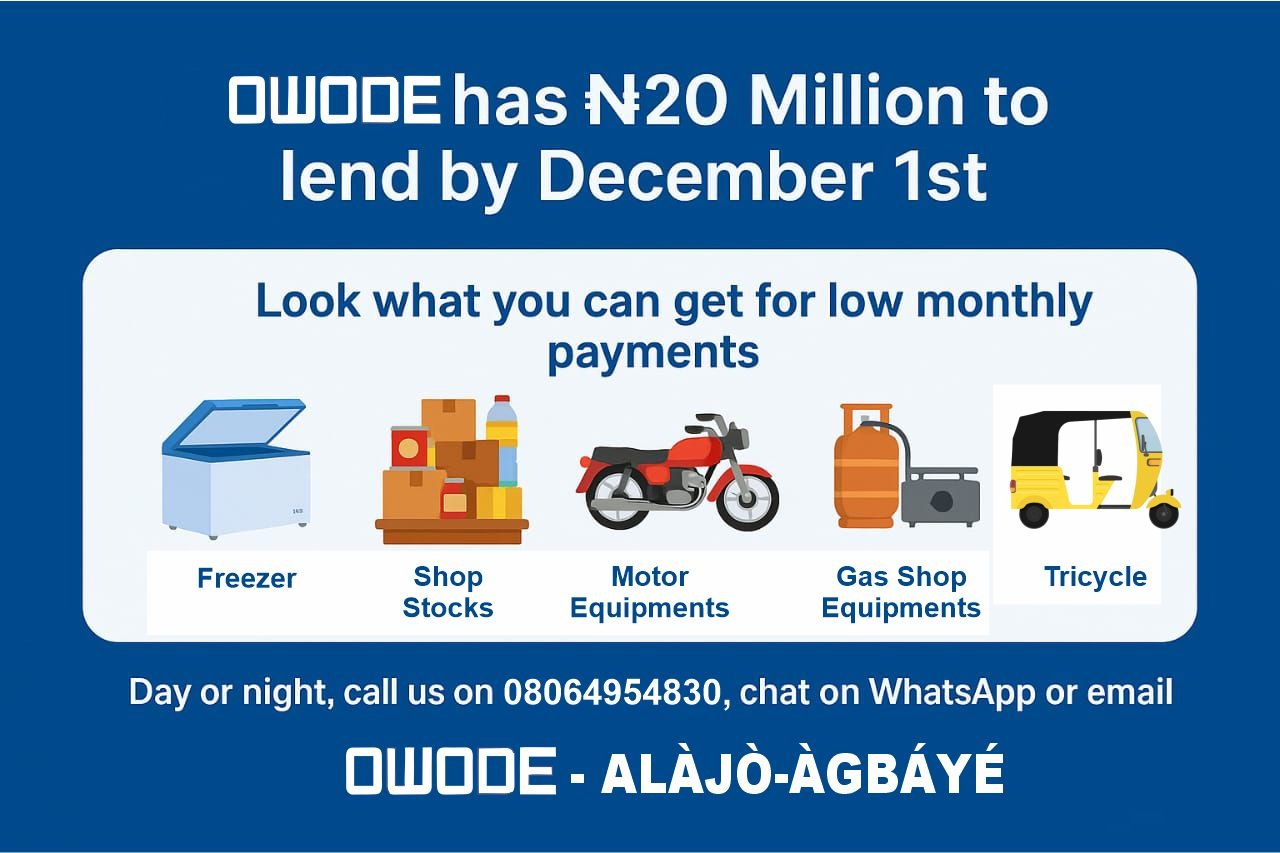 OWODE has ₦20 Million to
lend by December 1st
Look what you can get for low monthly
payments
Freezer
Shop
Stocks
Motor
Equipments
Gas Shop
Equipments
Tricycle
Day or night, call us on 08064954830, chat on WhatsApp or email
OWODE - ALÀJÒ-ÀGBÁYÉ